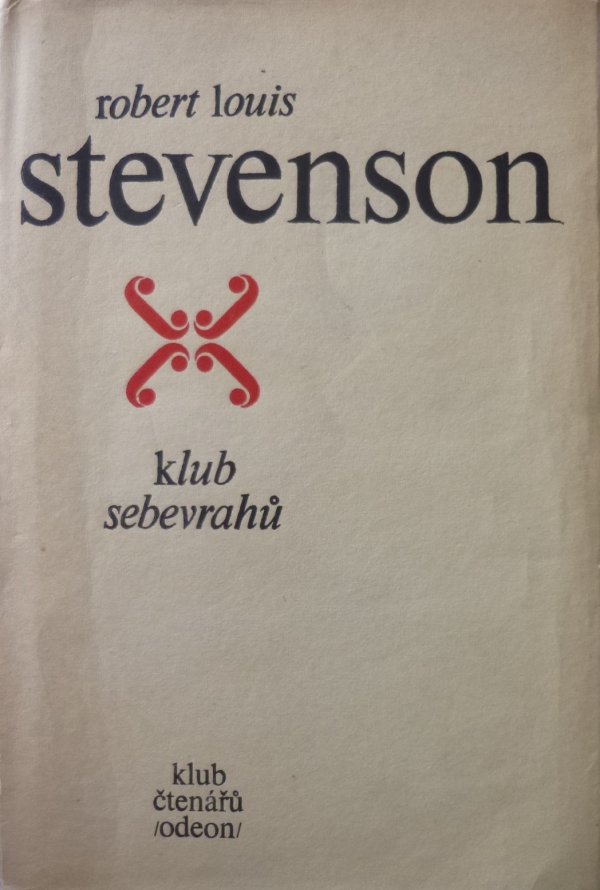 robert louis
stevenson
klub
sebevrahů
klub
čtenářů
/odeon/